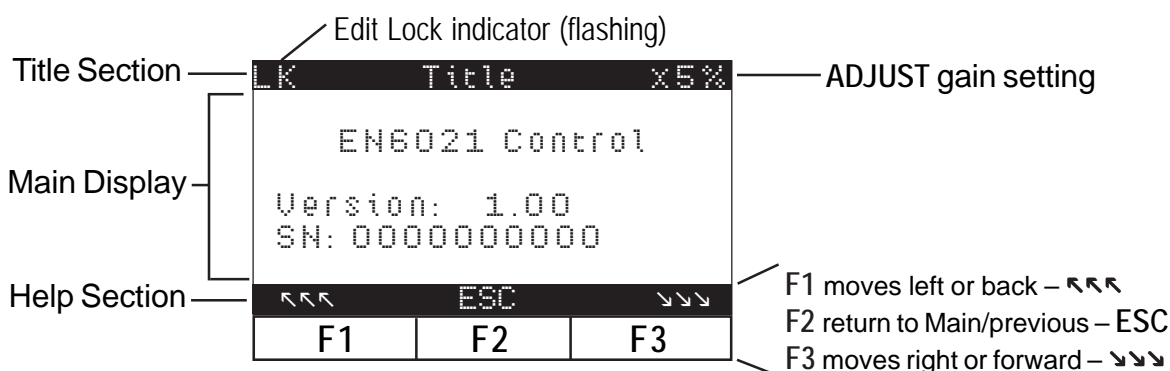 Edit Lock indicator (flashing)
Title Section
LK Title X5%
ADJUST gain setting
EN6021 Control
Main Display
Version: 1.00
SN: 0000000000
Help Section
↖↖↖ ESC ↘↘↘
F1 F2 F3
F1 moves left or back – ↖↖↖
F2 return to Main/previous – ESC
F3 moves right or forward – ↘↘↘